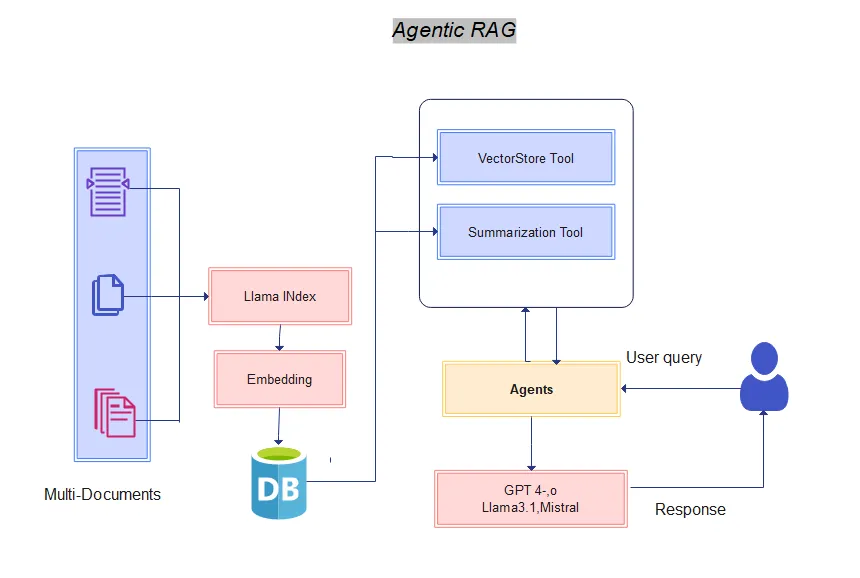 Agentic RAG
VectorStore Tool
Summarization Tool
Llama INdex
Embedding
DB
Multi-Documents
User query
Agents
GPT 4-,o
Llama3.1,Mistral
Response